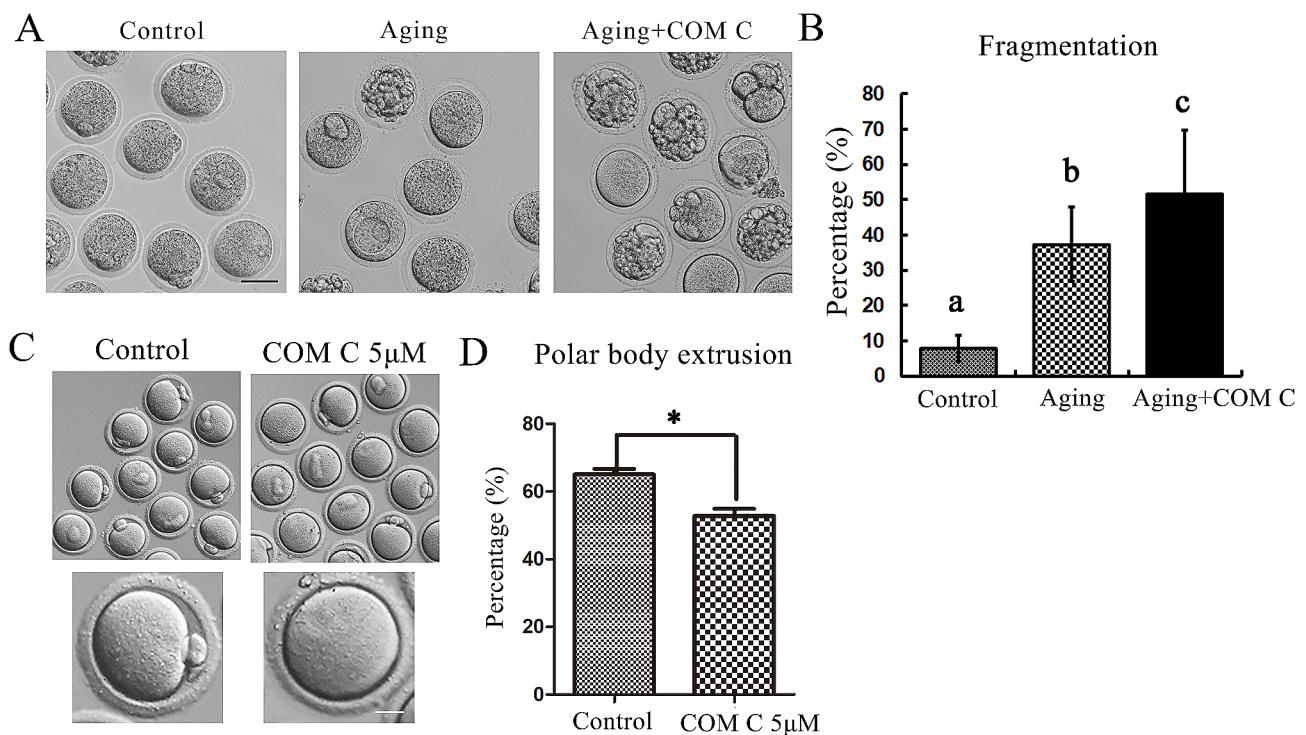 A
Control
Aging
Aging+COM C
B
Fragmentation
Percentage (%)
80
70
60
50
40
30
20
10
0
a
b
c
Control
Aging
Aging+COM C
C
Control
COM C 5μM
D
Polar body extrusion
Percentage (%)
80
60
40
20
0
*
Control
COM C 5μM